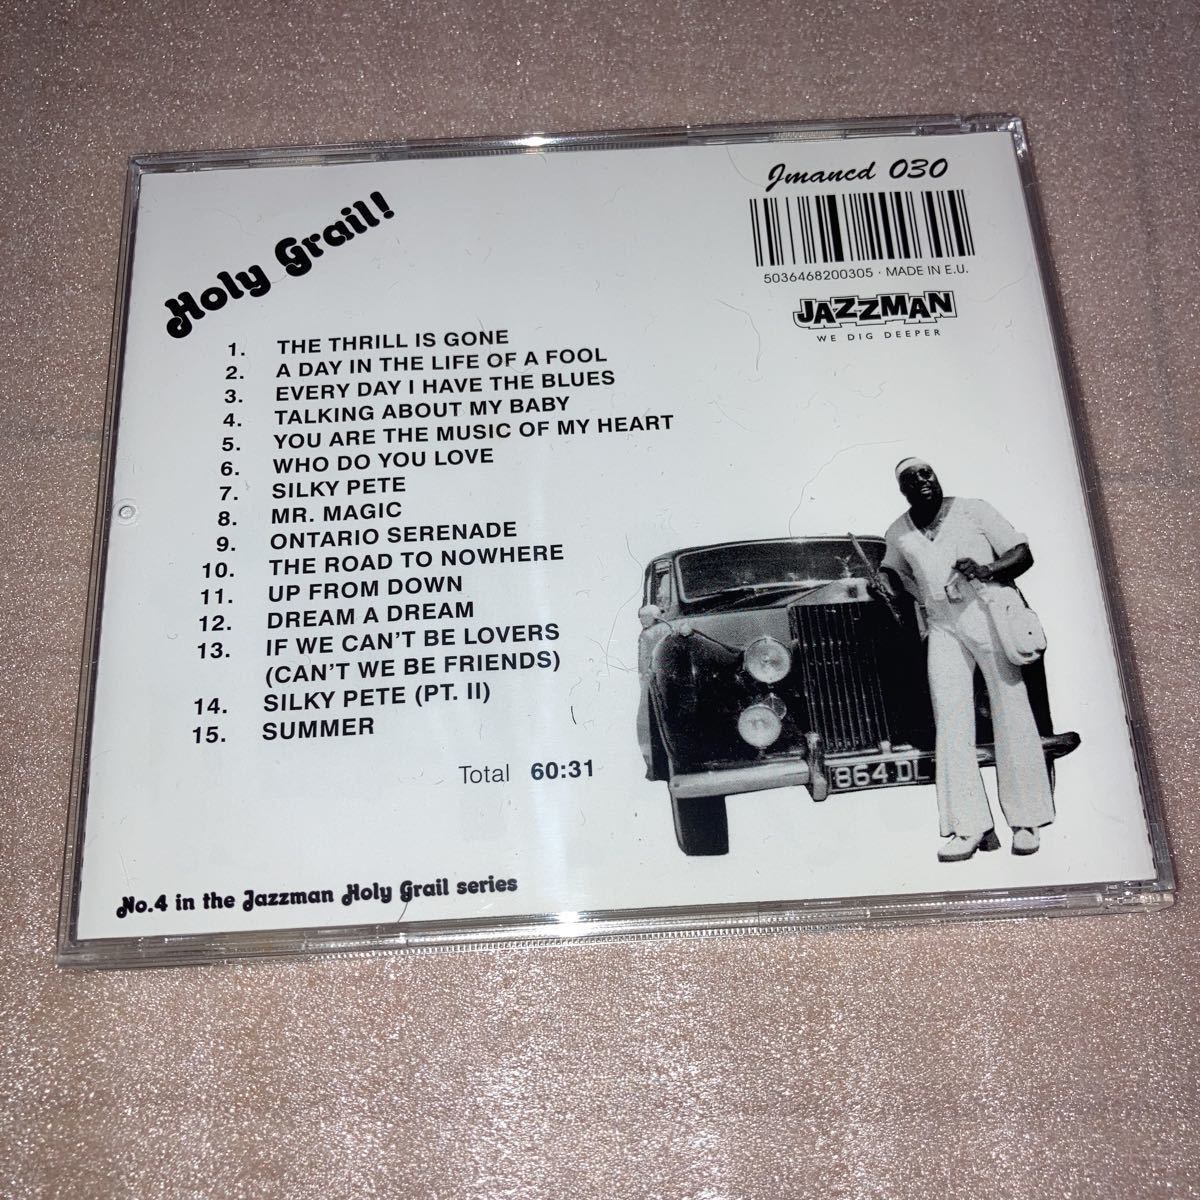 Holy Grail!
Jmancd 030
5036468200305 · MADE IN E.U.
JAZZMAN
WE DIG DEEPER
1. THE THRILL IS GONE
2. A DAY IN THE LIFE OF A FOOL
3. EVERY DAY I HAVE THE BLUES
4. TALKING ABOUT MY BABY
5. YOU ARE THE MUSIC OF MY HEART
6. WHO DO YOU LOVE
7. SILKY PETE
8. MR. MAGIC
9. ONTARIO SERENADE
10. THE ROAD TO NOWHERE
11. UP FROM DOWN
12. DREAM A DREAM
13. IF WE CAN'T BE LOVERS
(CAN'T WE BE FRIENDS)
14. SILKY PETE (PT. II)
15. SUMMER
Total 60:31
864 DL
No.4 in the Jazzman Holy Grail series